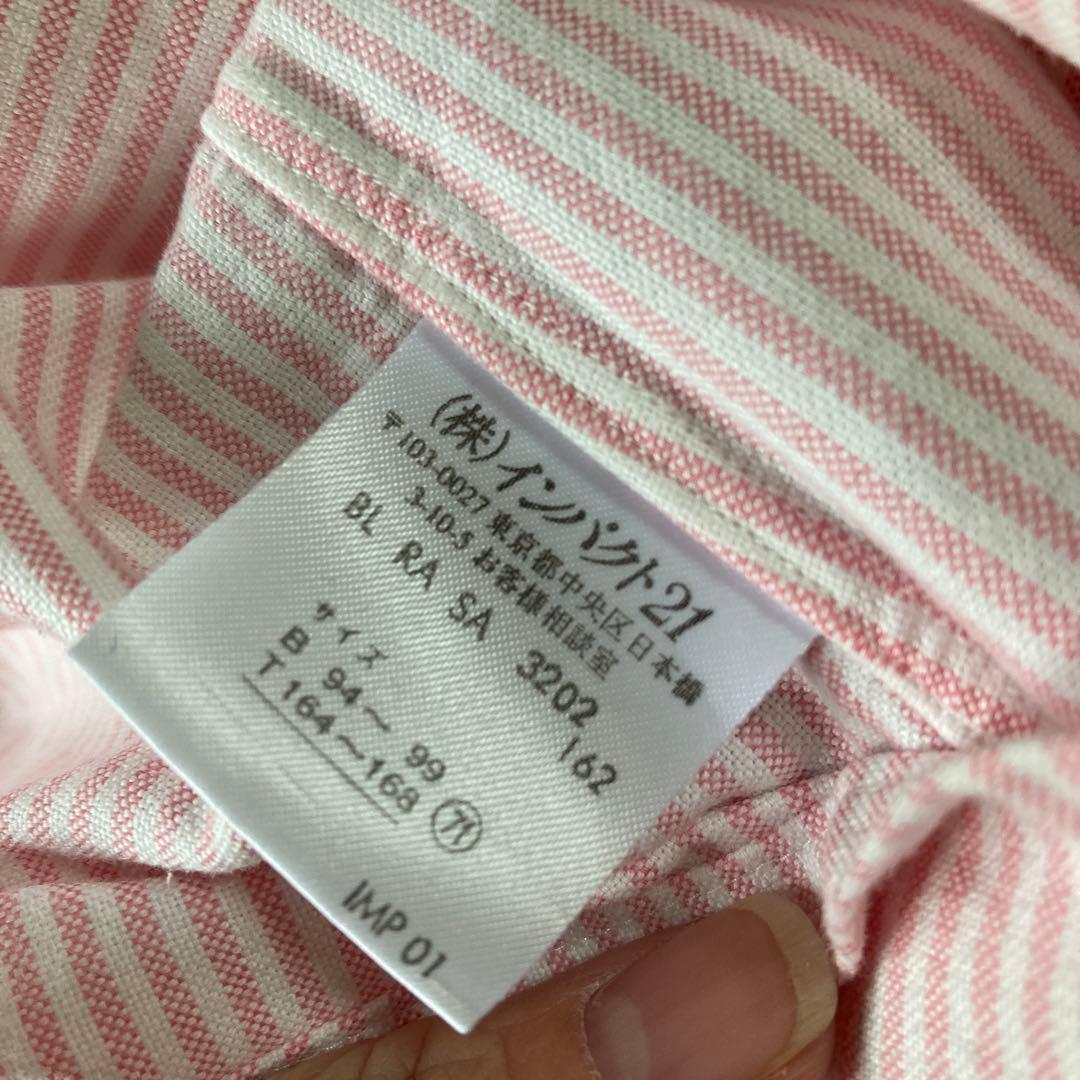 (株)インパクト21
〒103-0027 東京都中央区日本橋
3-10-5 お客様相談室
BL RA SA 3202 162
サイズ
B 94〜 99
T 164〜168
IMP 01